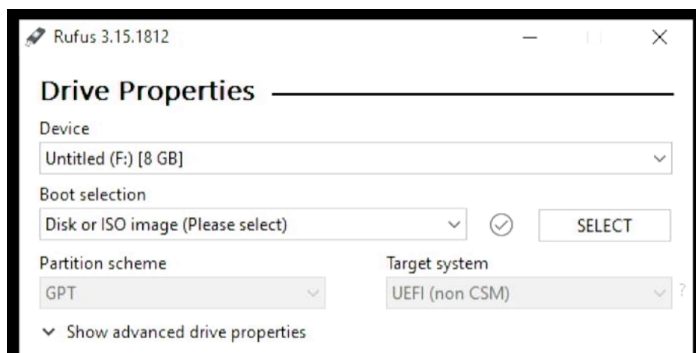 Rufus 3.15.1812
Drive Properties
Device
Untitled (F:) [8 GB]
Boot selection
Disk or ISO image (Please select)
SELECT
Partition scheme
Target system
GPT
UEFI (non CSM)
?
Show advanced drive properties